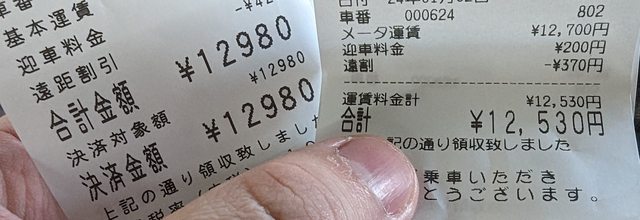 車番
基本運賃
-¥42
迎車料金
遠距割引
合計金額 ¥12980
決済対象額 ¥12980
決済金額 ¥12980
上記の通り領収致しました
車番 000624 802
メータ運賃 ¥12,700円
迎車料金 ¥200円
遠割 -¥370円
運賃料金計 ¥12,530円
合計 ¥12,530円
記の通り領収致しました
乗車いただき
とうございます。